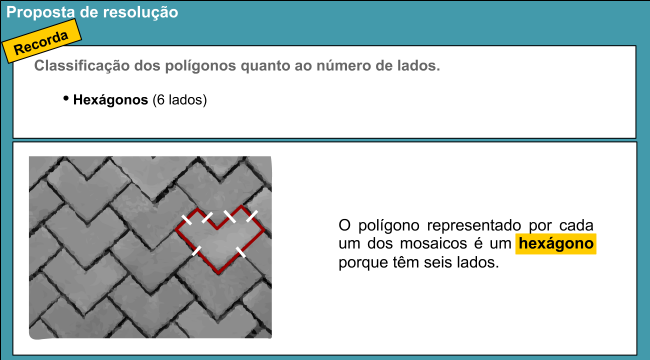 Proposta de resolução
Recorda
Classificação dos polígonos quanto ao número de lados.
• Hexágonos (6 lados)
O polígono representado por cada
um dos mosaicos é um hexágono
porque têm seis lados.